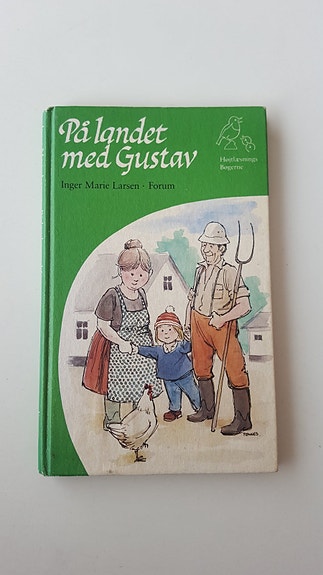 På landet
med Gustav
Inger Marie Larsen · Forum
Højtlæsnings
Bøgerne